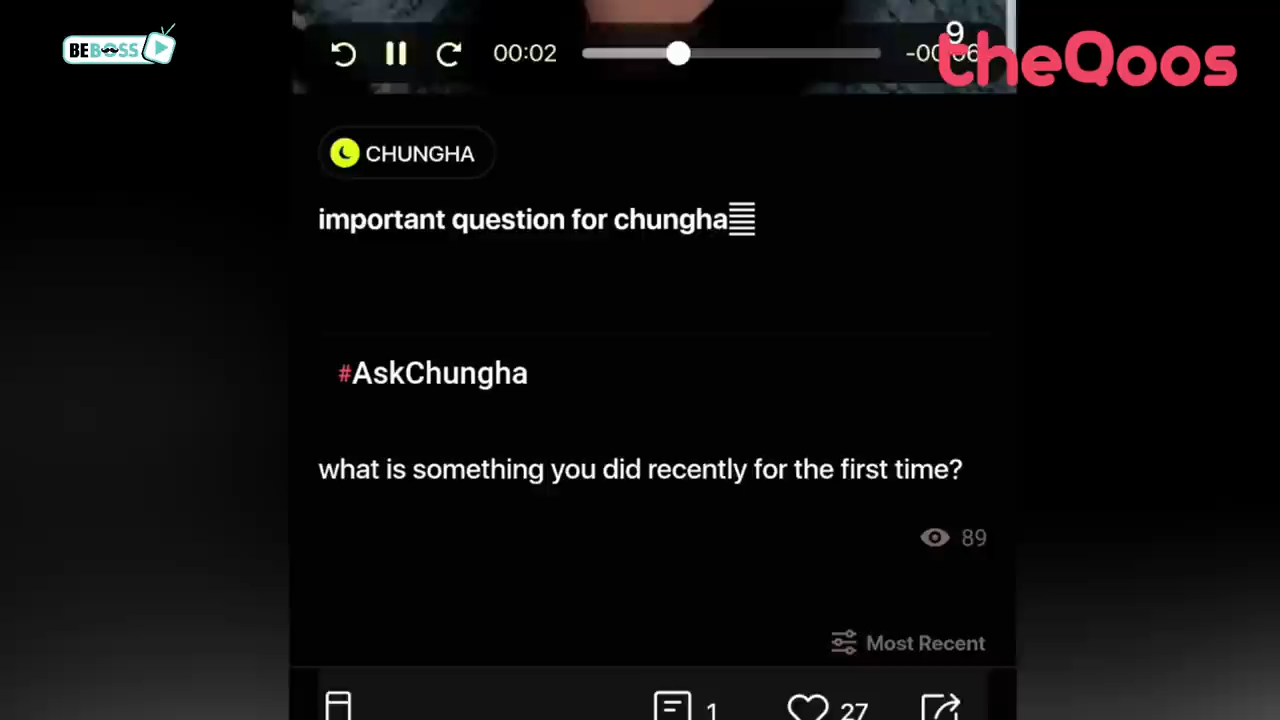 BEBOSS
9
00:02
theQoos
CHUNGHA
important question for chungha
#AskChungha
what is something you did recently for the first time?
89
Most Recent
1
27